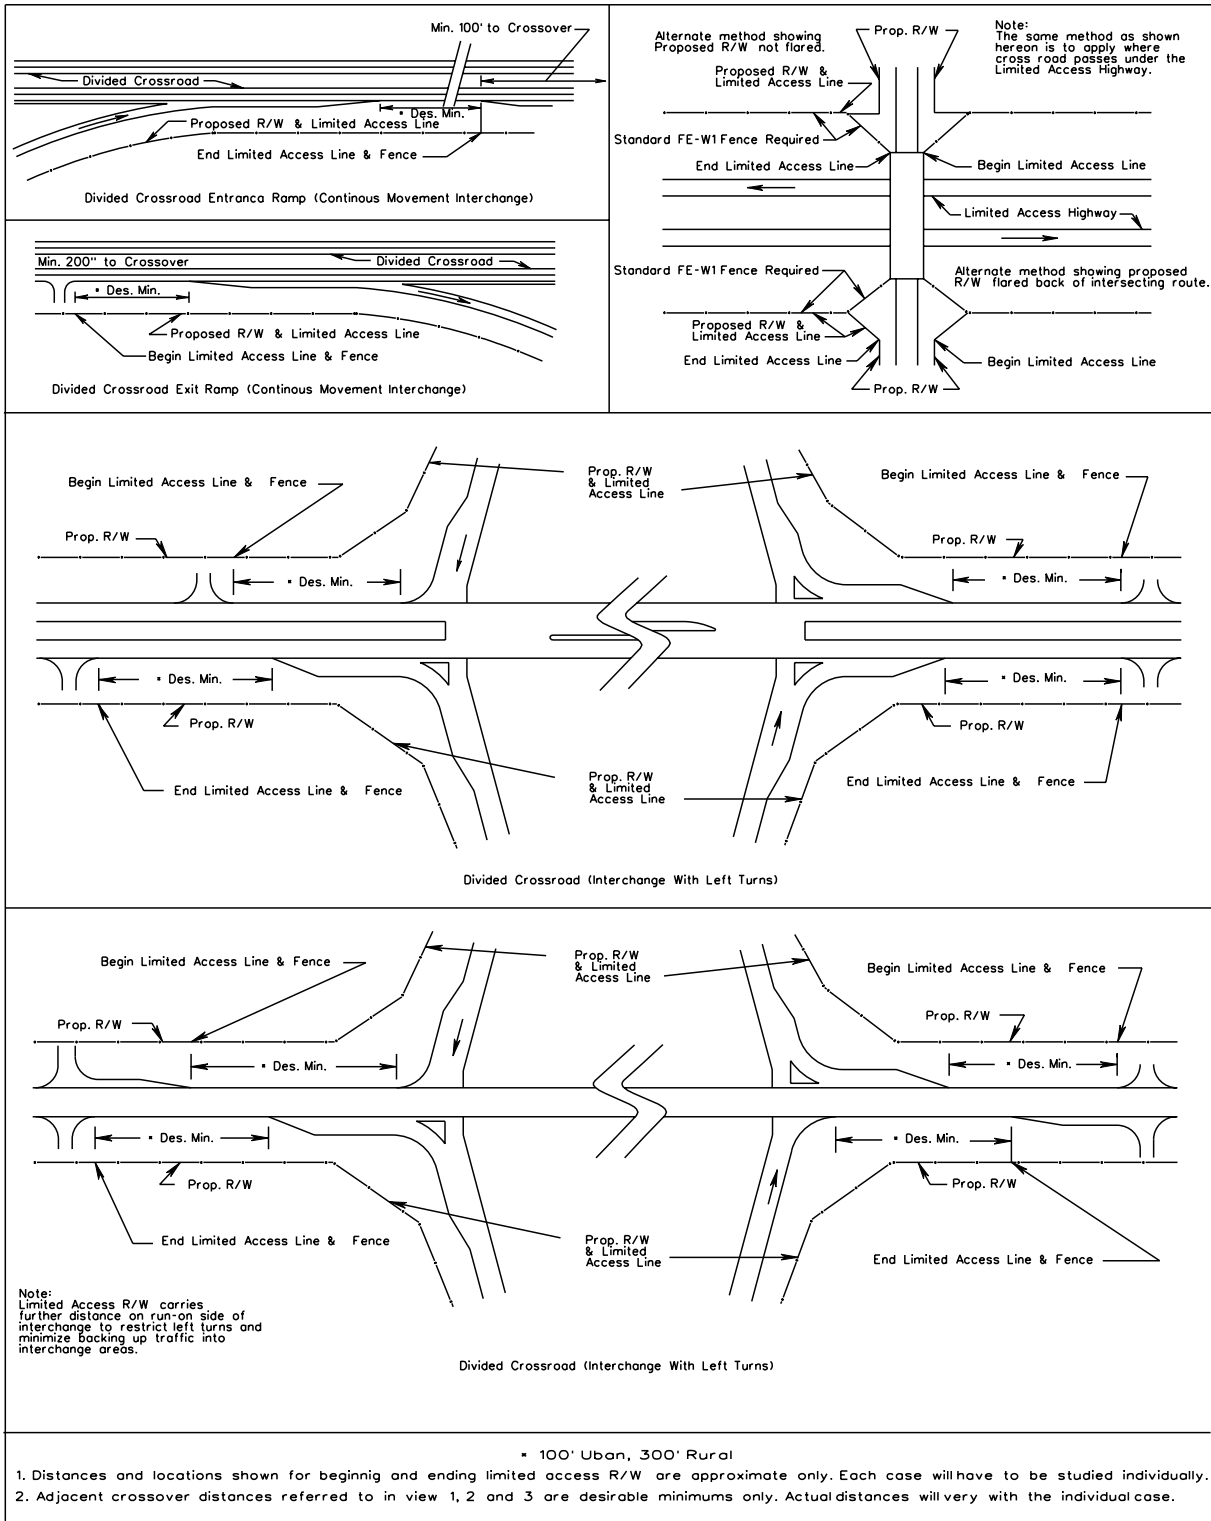 Min. 100' to Crossover
Divided Crossroad
* Des. Min.
Proposed R/W & Limited Access Line
End Limited Access Line & Fence
Divided Crossroad Entranca Ramp (Continous Movement Interchange)
Alternate method showing
Proposed R/W not flared.
Prop. R/W
Note:
The same method as shown
hereon is to apply where
cross road passes under the
Limited Access Highway.
Proposed R/W &
Limited Access Line
Standard FE-W1 Fence Required
End Limited Access Line
Begin Limited Access Line
Limited Access Highway
Standard FE-W1 Fence Required
Alternate method showing proposed
R/W flared back of intersecting route.
Proposed R/W &
Limited Access Line
End Limited Access Line
Begin Limited Access Line
Prop. R/W
Min. 200" to Crossover
Divided Crossroad
* Des. Min.
Proposed R/W & Limited Access Line
Begin Limited Access Line & Fence
Divided Crossroad Exit Ramp (Continous Movement Interchange)
Begin Limited Access Line & Fence
Prop. R/W
& Limited
Access Line
Begin Limited Access Line & Fence
Prop. R/W
Prop. R/W
* Des. Min.
* Des. Min.
* Des. Min.
* Des. Min.
Prop. R/W
Prop. R/W
End Limited Access Line & Fence
Prop. R/W
& Limited
Access Line
End Limited Access Line & Fence
Divided Crossroad (Interchange With Left Turns)
Begin Limited Access Line & Fence
Prop. R/W
& Limited
Access Line
Begin Limited Access Line & Fence
Prop. R/W
Prop. R/W
* Des. Min.
* Des. Min.
* Des. Min.
* Des. Min.
Prop. R/W
Prop. R/W
End Limited Access Line & Fence
Prop. R/W
& Limited
Access Line
End Limited Access Line & Fence
Note:
Limited Access R/W carries
further distance on run-on side of
interchange to restrict left turns and
minimize backing up traffic into
interchange areas.
Divided Crossroad (Interchange With Left Turns)
* 100' Uban, 300' Rural
1. Distances and locations shown for beginnig and ending limited access R/W are approximate only. Each case will have to be studied individually.
2. Adjacent crossover distances referred to in view 1, 2 and 3 are desirable minimums only. Actual distances will very with the individual case.